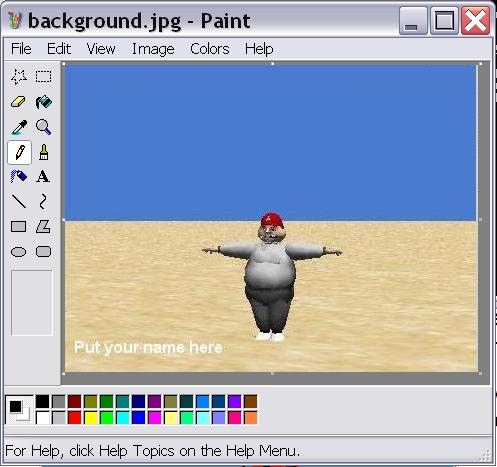 background.jpg - Paint
File Edit View Image Colors Help
A
Put your name here
For Help, click Help Topics on the Help Menu.